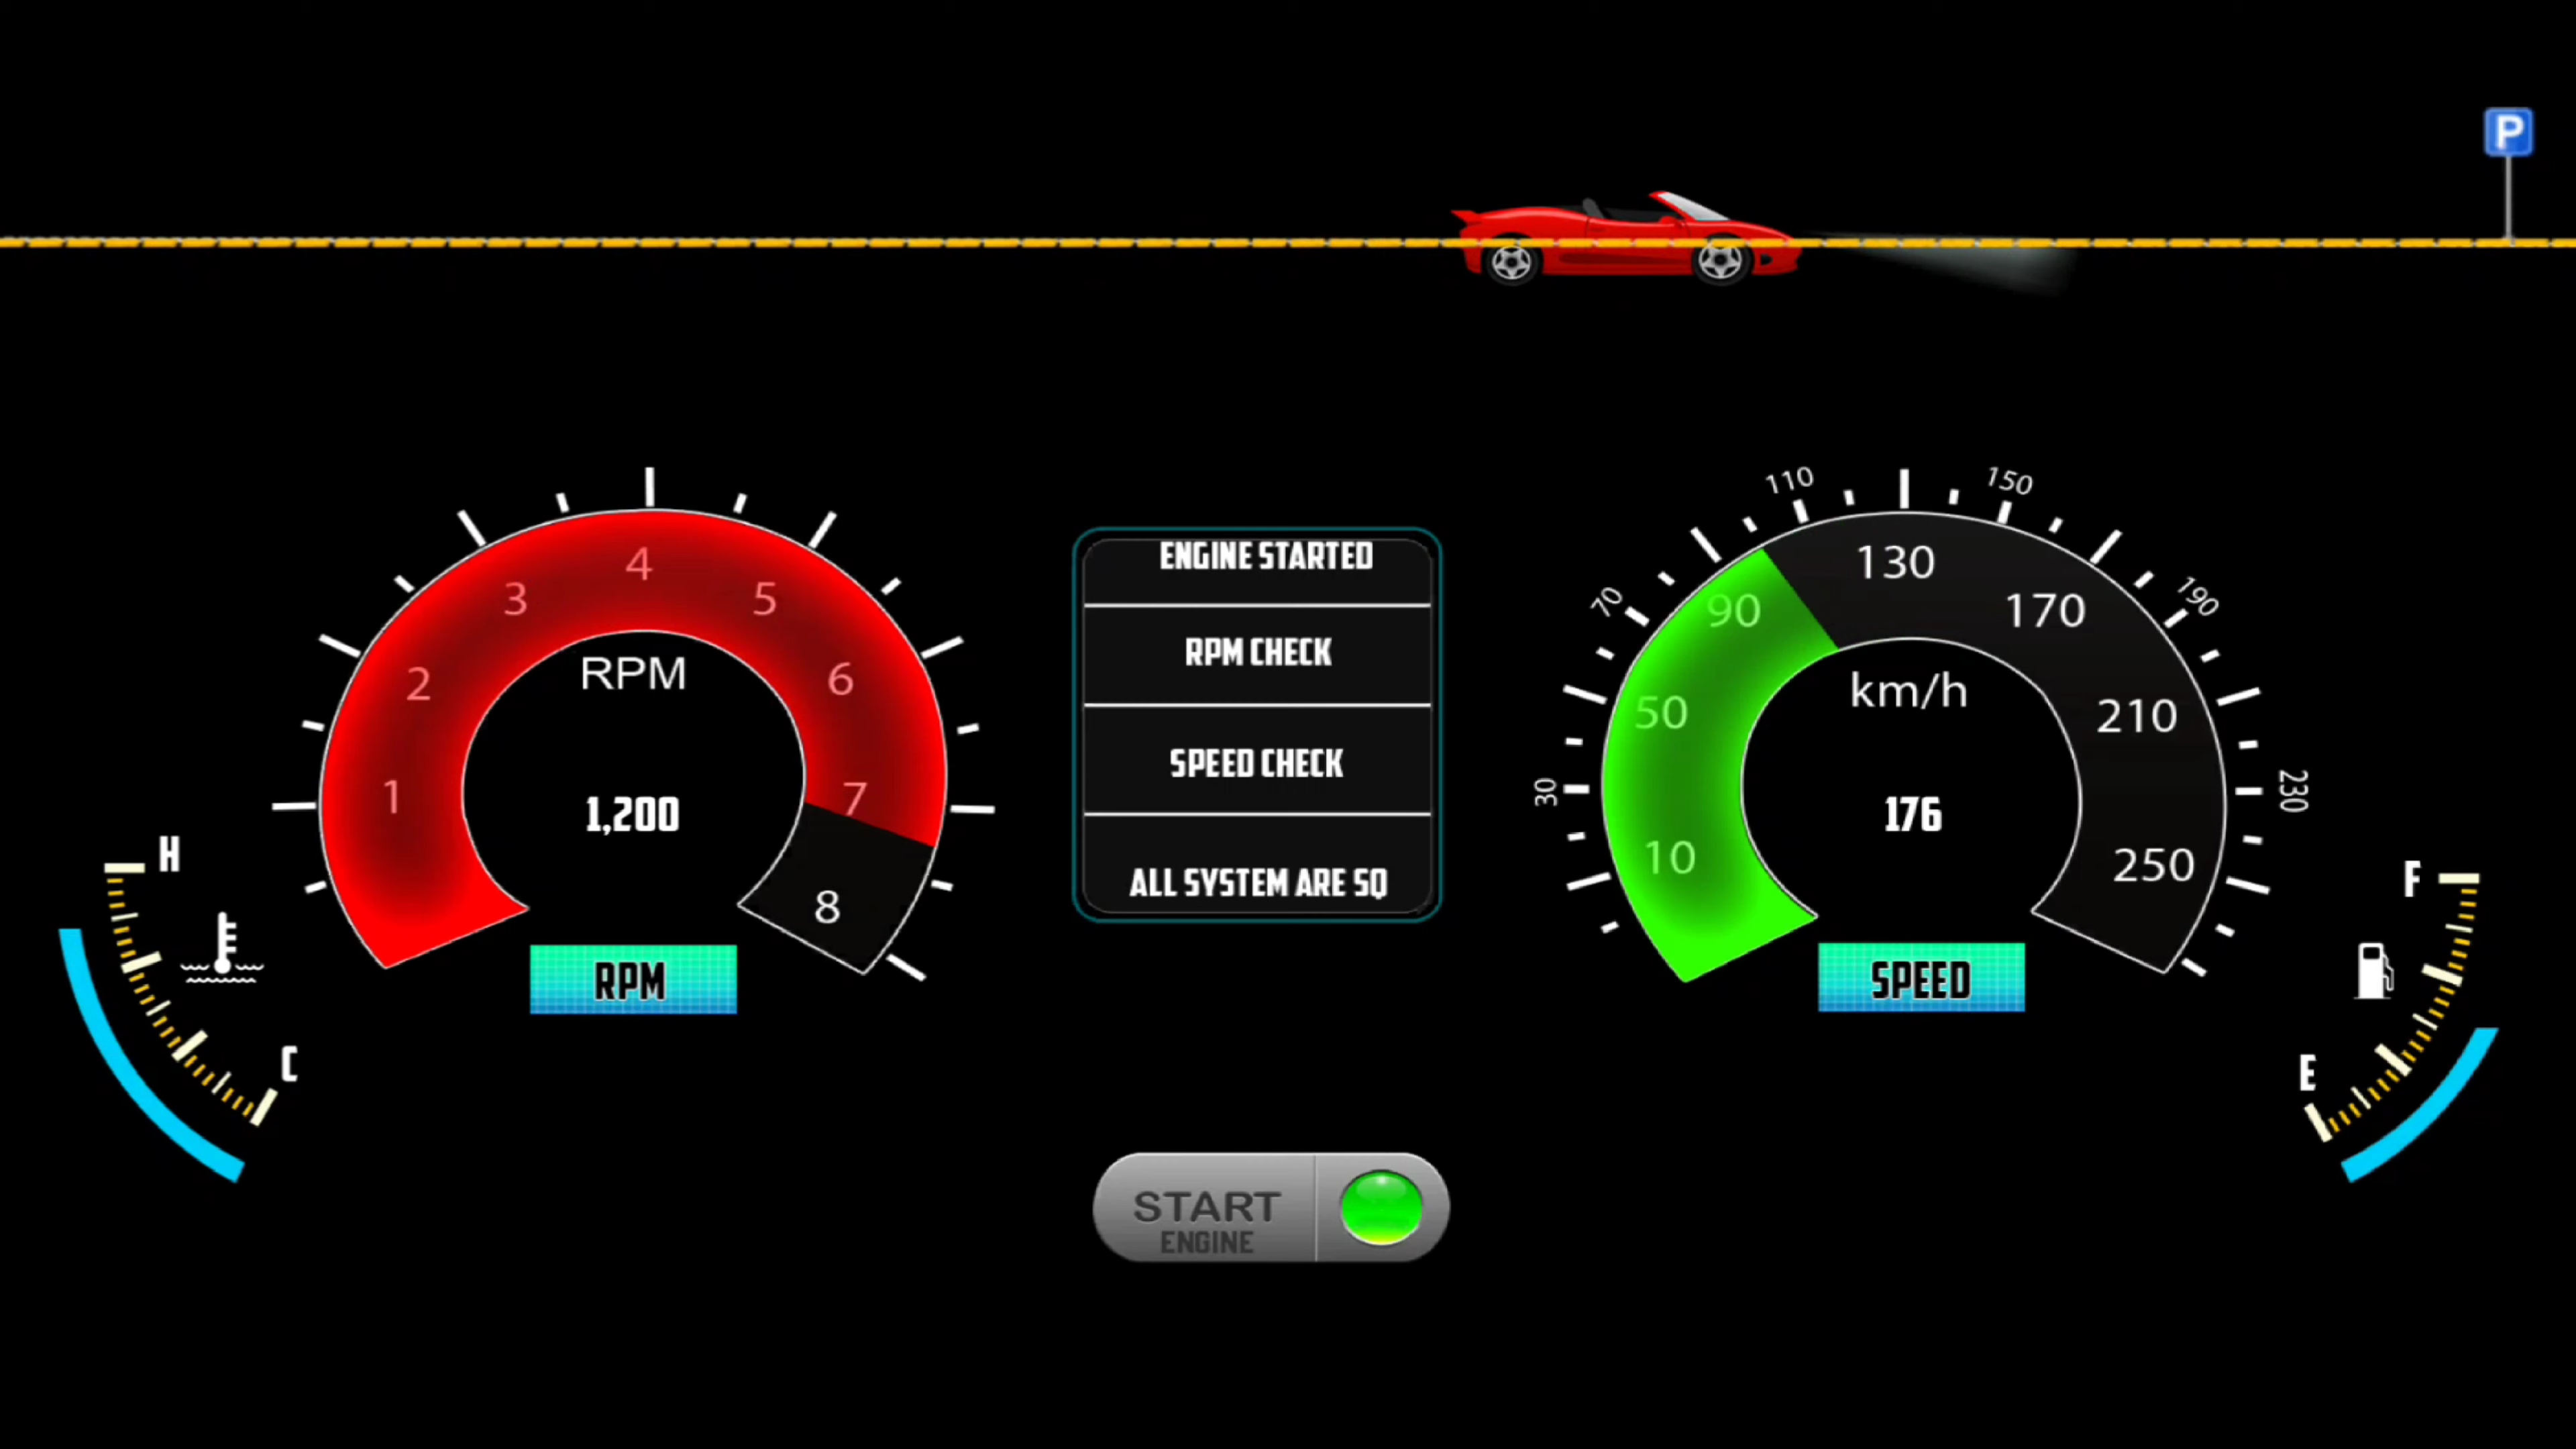 P
110
150
4
130
3
5
90
170
70
190
RPM
2
6
km/h
50
210
1
7
30
230
1,200
176
10
250
8
ENGINE STARTED
RPM CHECK
SPEED CHECK
ALL SYSTEM ARE SQ
H
C
F
E
RPM
SPEED
START
ENGINE